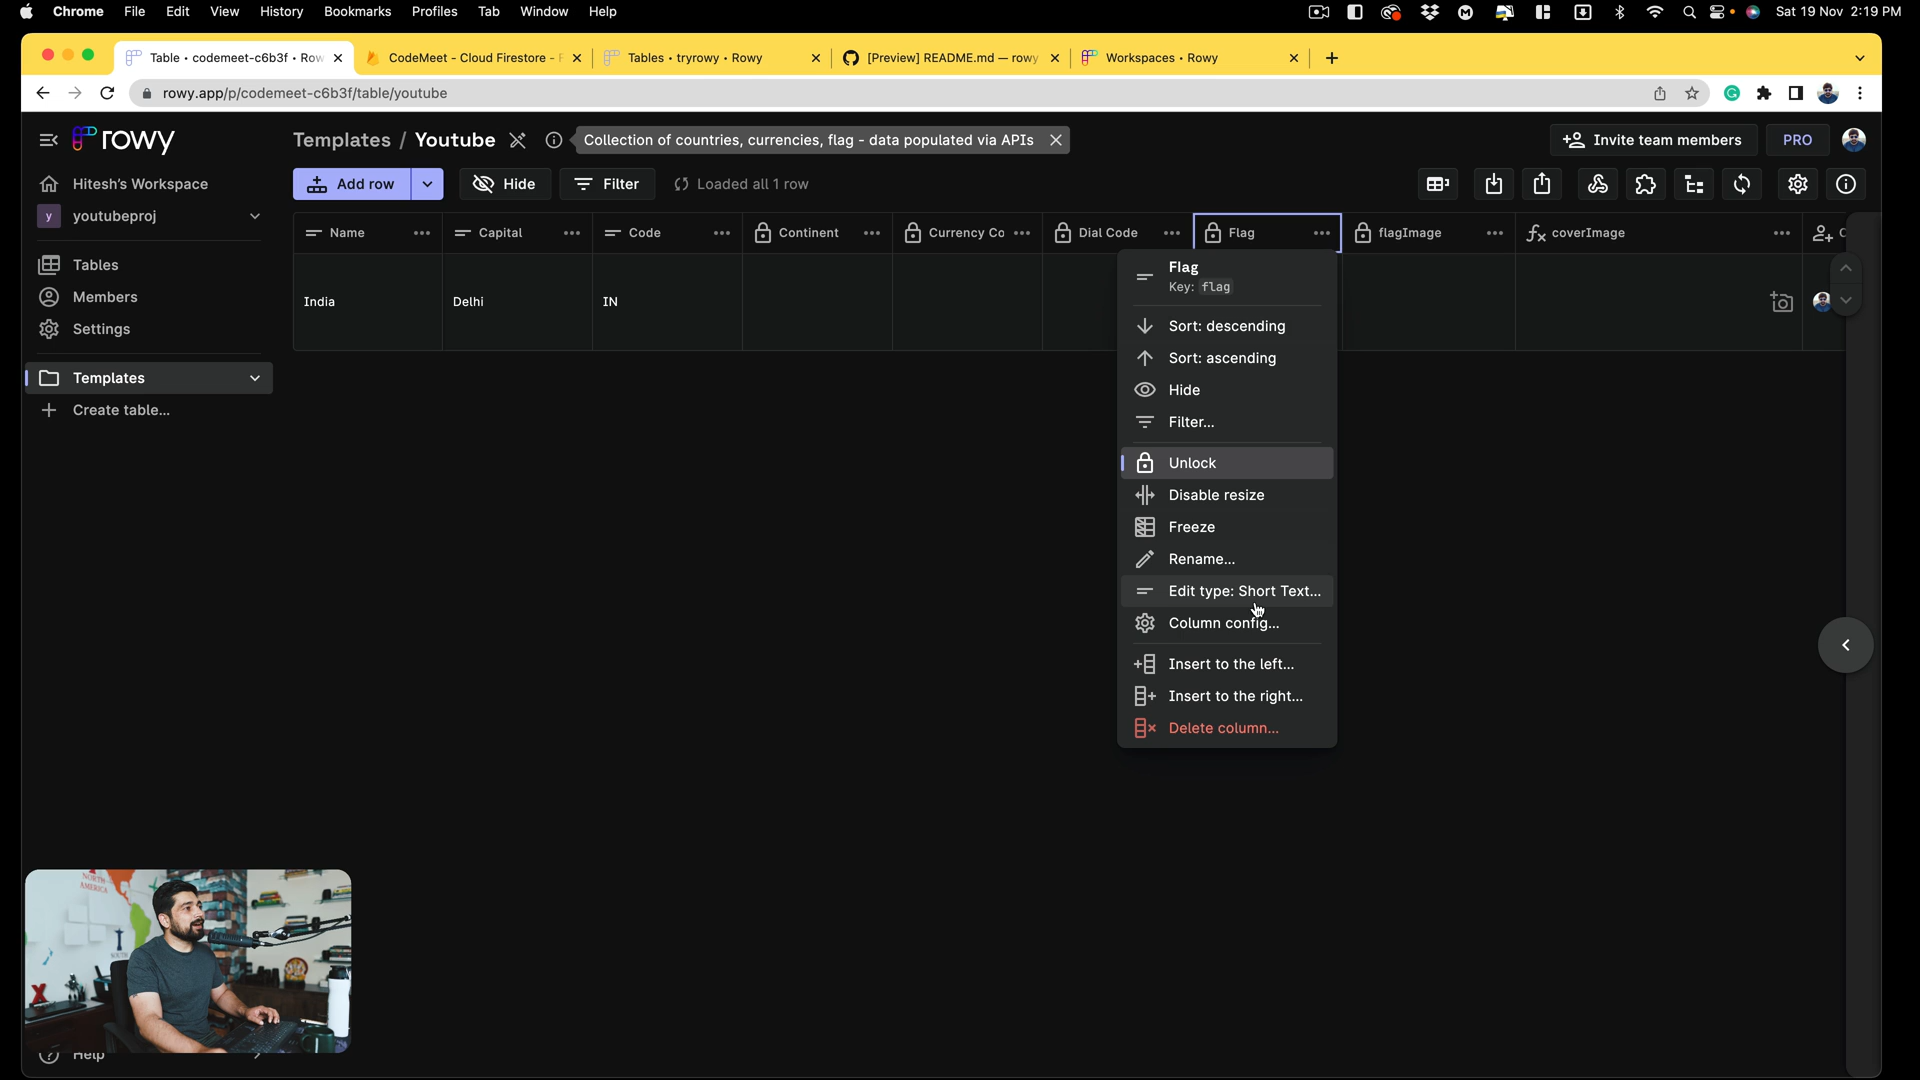 Chrome File Edit View History Bookmarks Profiles Tab Window Help Sat 19 Nov 2:19 PM
Table • codemeet-c6b3f • Row CodeMeet - Cloud Firestore - F Tables • tryrowy • Rowy [Preview] README.md — rowy Workspaces • Rowy
rowy.app/p/codemeet-c6b3f/table/youtube
rowy Templates / Youtube Collection of countries, currencies, flag - data populated via APIs Invite team members PRO
Hitesh's Workspace Add row Hide Filter Loaded all 1 row
y youtubeproj
Name Capital Code Continent Currency Co Dial Code Flag flagImage coverImage C
Tables
Members
Settings
India Delhi IN
Templates
Create table...
Flag
Key: flag
Sort: descending
Sort: ascending
Hide
Filter...
Unlock
Disable resize
Freeze
Rename...
Edit type: Short Text...
Column config...
Insert to the left...
Insert to the right...
Delete column...
NORTH
AMERICA
Help